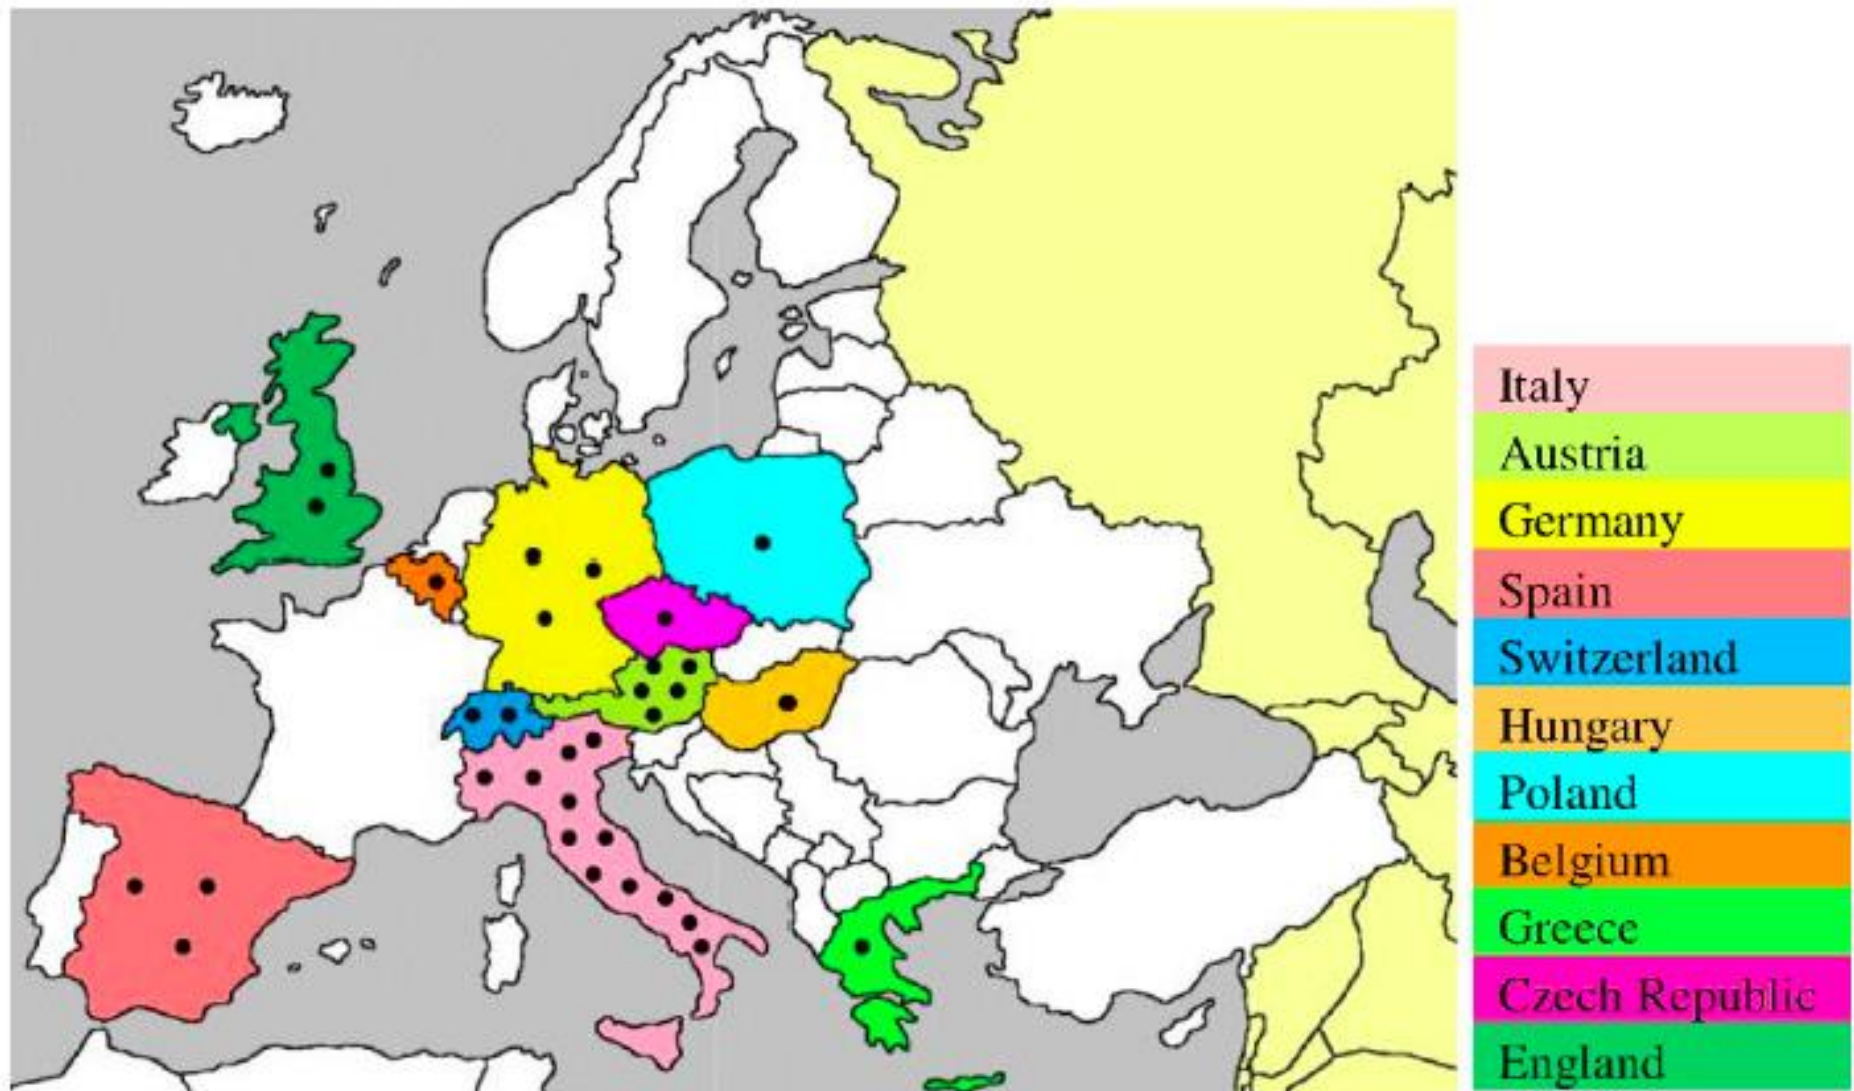 Italy
Austria
Germany
Spain
Switzerland
Hungary
Poland
Belgium
Greece
Czech Republic
England